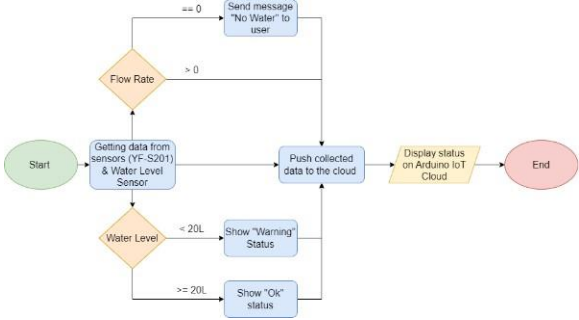 == 0
Send message
"No Water" to
user
Flow Rate
> 0
Start
Getting data from
sensors (YF-S201)
& Water Level
Sensor
Push collected
data to the cloud
Display status
on Arduino IoT
Cloud
End
Water Level
< 20L
Show "Warning"
Status
>= 20L
Show "Ok"
status